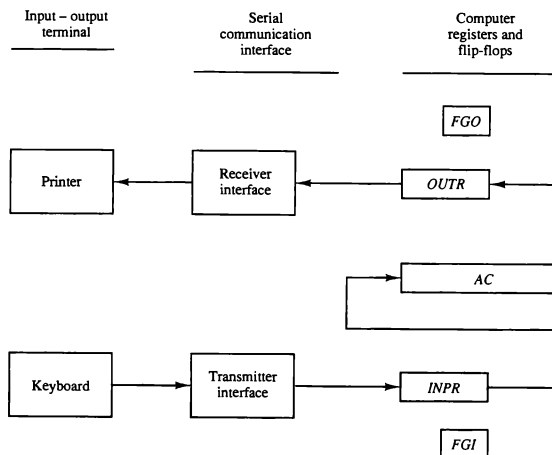 Input – output
terminal
Serial
communication
interface
Computer
registers and
flip-flops
FGO
Printer
Receiver
interface
OUTR
AC
Keyboard
Transmitter
interface
INPR
FGI